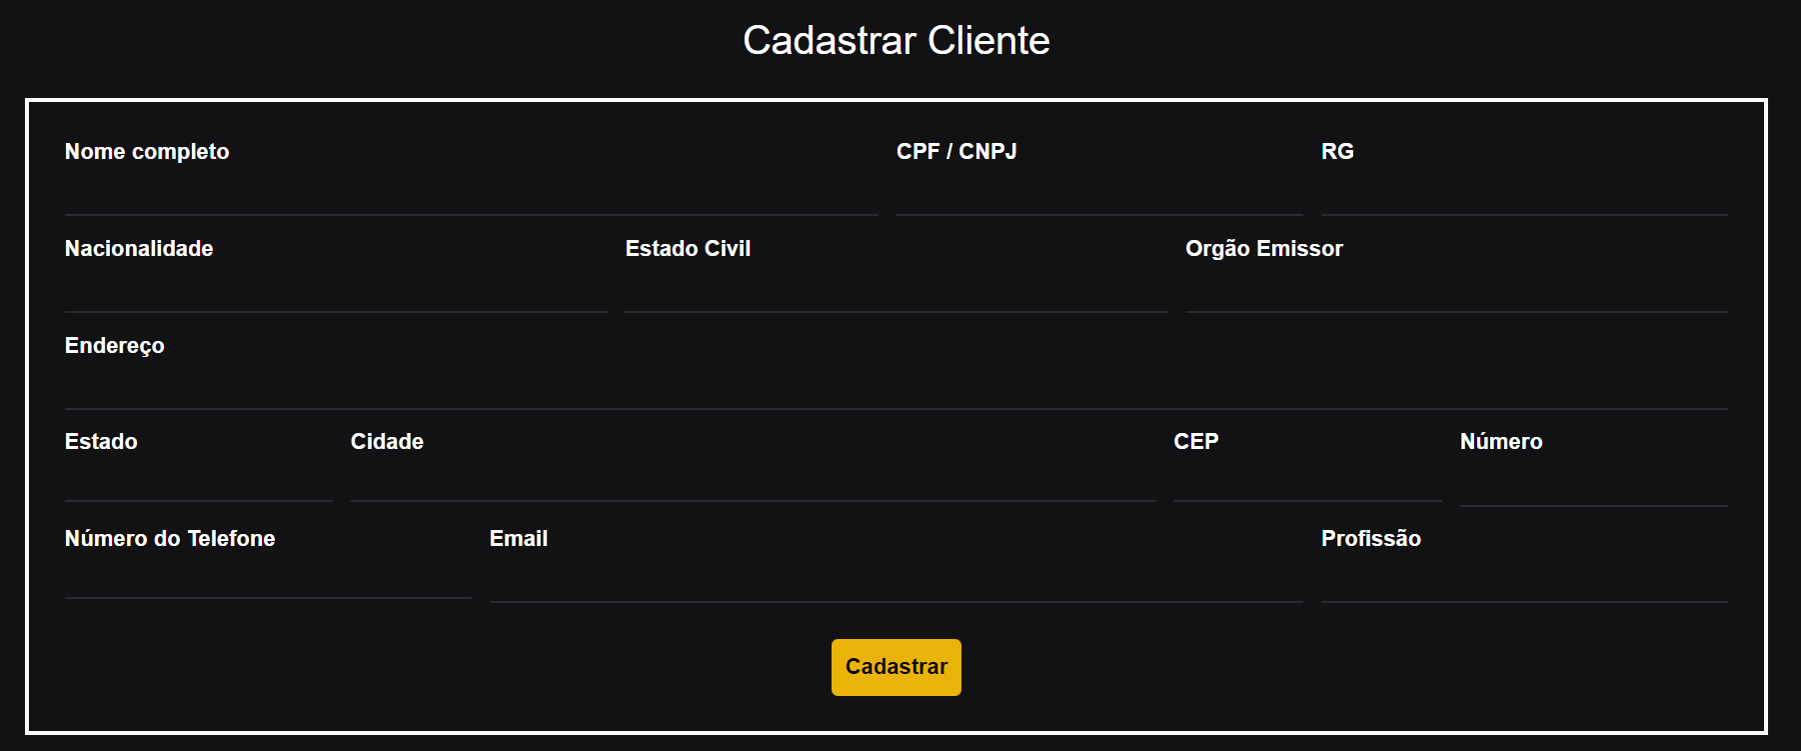 Cadastrar Cliente
Nome completo CPF / CNPJ RG
Nacionalidade Estado Civil Orgão Emissor
Endereço
Estado Cidade CEP Número
Número do Telefone Email Profissão
Cadastrar